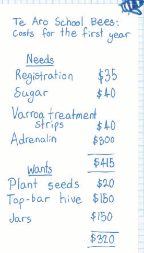 Te Aro School Bees:
Costs for the first year
Needs
Registration $35
Sugar $40
Varroa treatment
strips $40
Adrenalin $300
$415
Wants
Plant seeds $20
Top-bar hive $150
Jars $150
$320